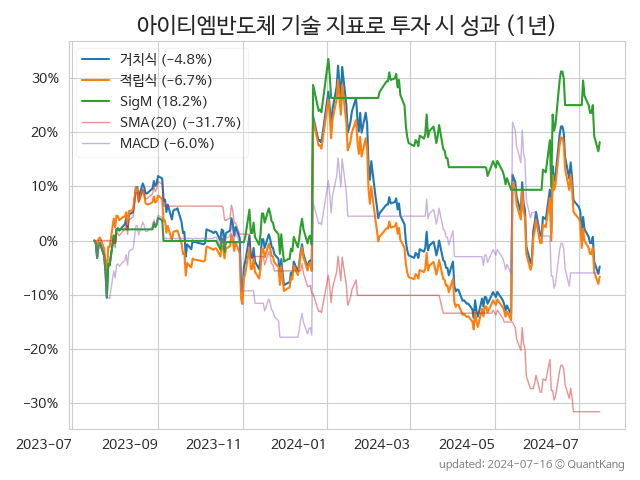 아이티엠반도체 기술 지표로 투자 시 성과 (1년)
거치식 (−4.8%)
적립식 (−6.7%)
SigM (18.2%)
SMA(20) (−31.7%)
MACD (−6.0%)
30%
20%
10%
0%
−10%
−20%
−30%
2023-07 2023-09 2023-11 2024-01 2024-03 2024-05 2024-07
updated: 2024-07-16 © QuantKang